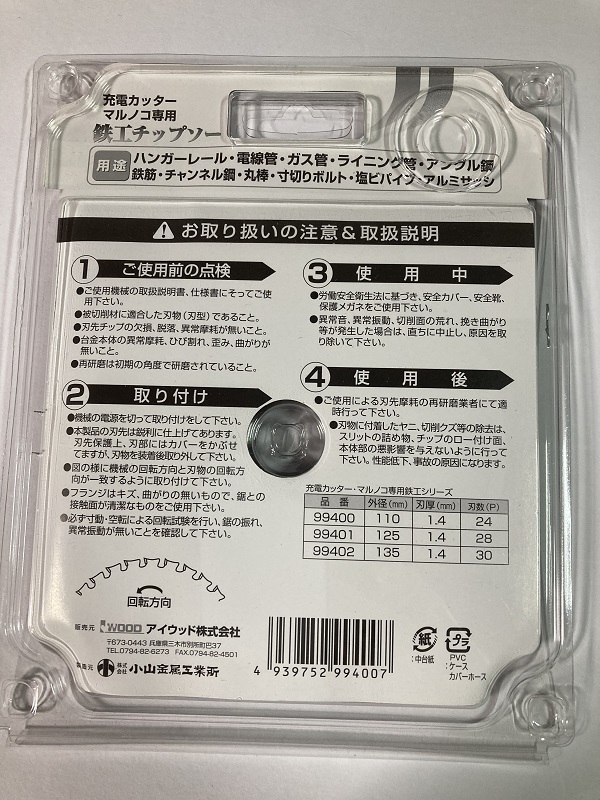 充電カッター
マルノコ専用
鉄工チップソー
用途
ハンガーレール・電線管・ガス管・ライニング管・アングル鋼
鉄筋・チャンネル鋼・丸棒・寸切りボルト・塩ビパイプ・アルミサッシ
お取り扱いの注意&取扱説明
1 ご使用前の点検
●ご使用機械の取扱説明書、仕様書にそってご使
用下さい。
●被切削材に適合した刃物(刃型)であること。
●刃先チップの欠損、脱落、異常摩耗が無いこと。
●台金本体の異常摩耗、ひび割れ、歪み、曲がりが
無いこと。
●再研磨は初期の角度で研磨されていること。
2 取り付け
●機械の電源を切って取り付けをして下さい。
●本製品の刃先は鋭利に仕上げてあります。
刃先保護上、刃部にはカバーをかぶせ
てますが、刃物を装着後取り外して下さい。
●図の様に機械の回転方向と刃物の回転方
向が一致するように取り付けて下さい。
●フランジはキズ、曲がりの無いもので、鋸との
接触面が清潔なものをご使用下さい。
●必ず寸動・空転による回転試験を行い、鋸の振れ、
異常振動が無いことを確認して下さい。
回転方向
3 使用中
●労働安全衛生法に基づき、安全カバー、安全靴、
保護メガネをご使用下さい。
●異常音、異常振動、切削面の荒れ、挽き曲がり
等が発生した場合は、直ちに中止し、原因を取
り除いて下さい。
4 使用後
●ご使用による刃先摩耗の再研磨業者にて適
時行って下さい。
●刃物に付着したヤニ、切削クズ等の除去は、
スリットの詰め物、チップのロー付け面、
本体部の悪影響を与えないように行って
下さい。性能低下、事故の原因になります。
充電カッター・マルノコ専用鉄工シリーズ
品番 外径(mm) 刃厚(mm) 刃数(P)
99400 110 1.4 24
99401 125 1.4 28
99402 135 1.4 30
販売元 WOOD アイウッド株式会社
〒673-0443 兵庫県三木市別所町巴37
TEL.0794-82-6273 FAX.0794-82-4501
製造元 株式会社 小山金属工業所
4 939752 994007
紙
:中台紙
プラ
PVC
:ケース
カバーホース